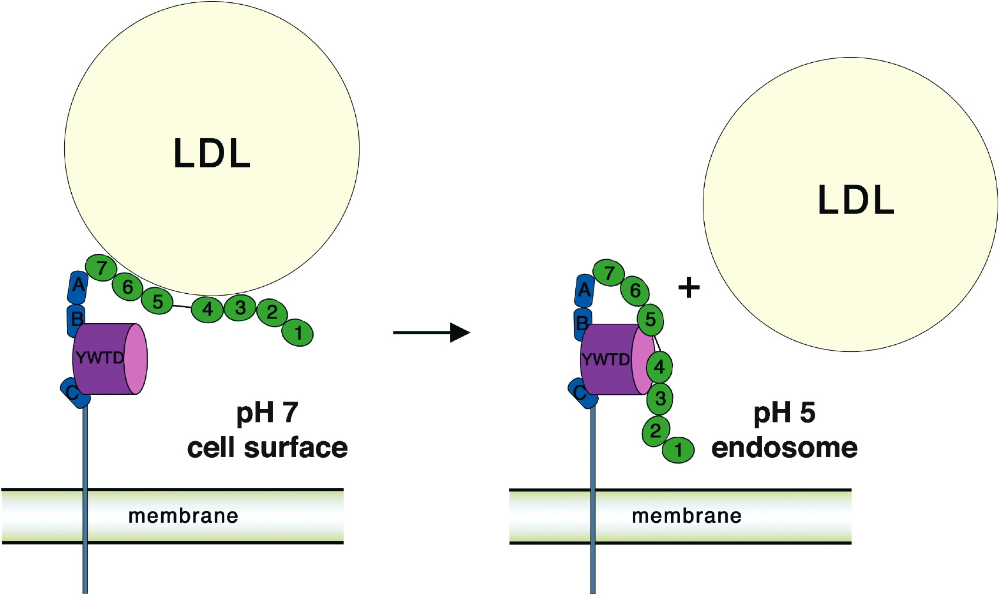 LDL
7
6
5
4
3
2
1
A
B
YWTD
C
pH 7
cell surface
membrane
LDL
+
7
6
5
4
3
2
1
A
B
YWTD
C
pH 5
endosome
membrane